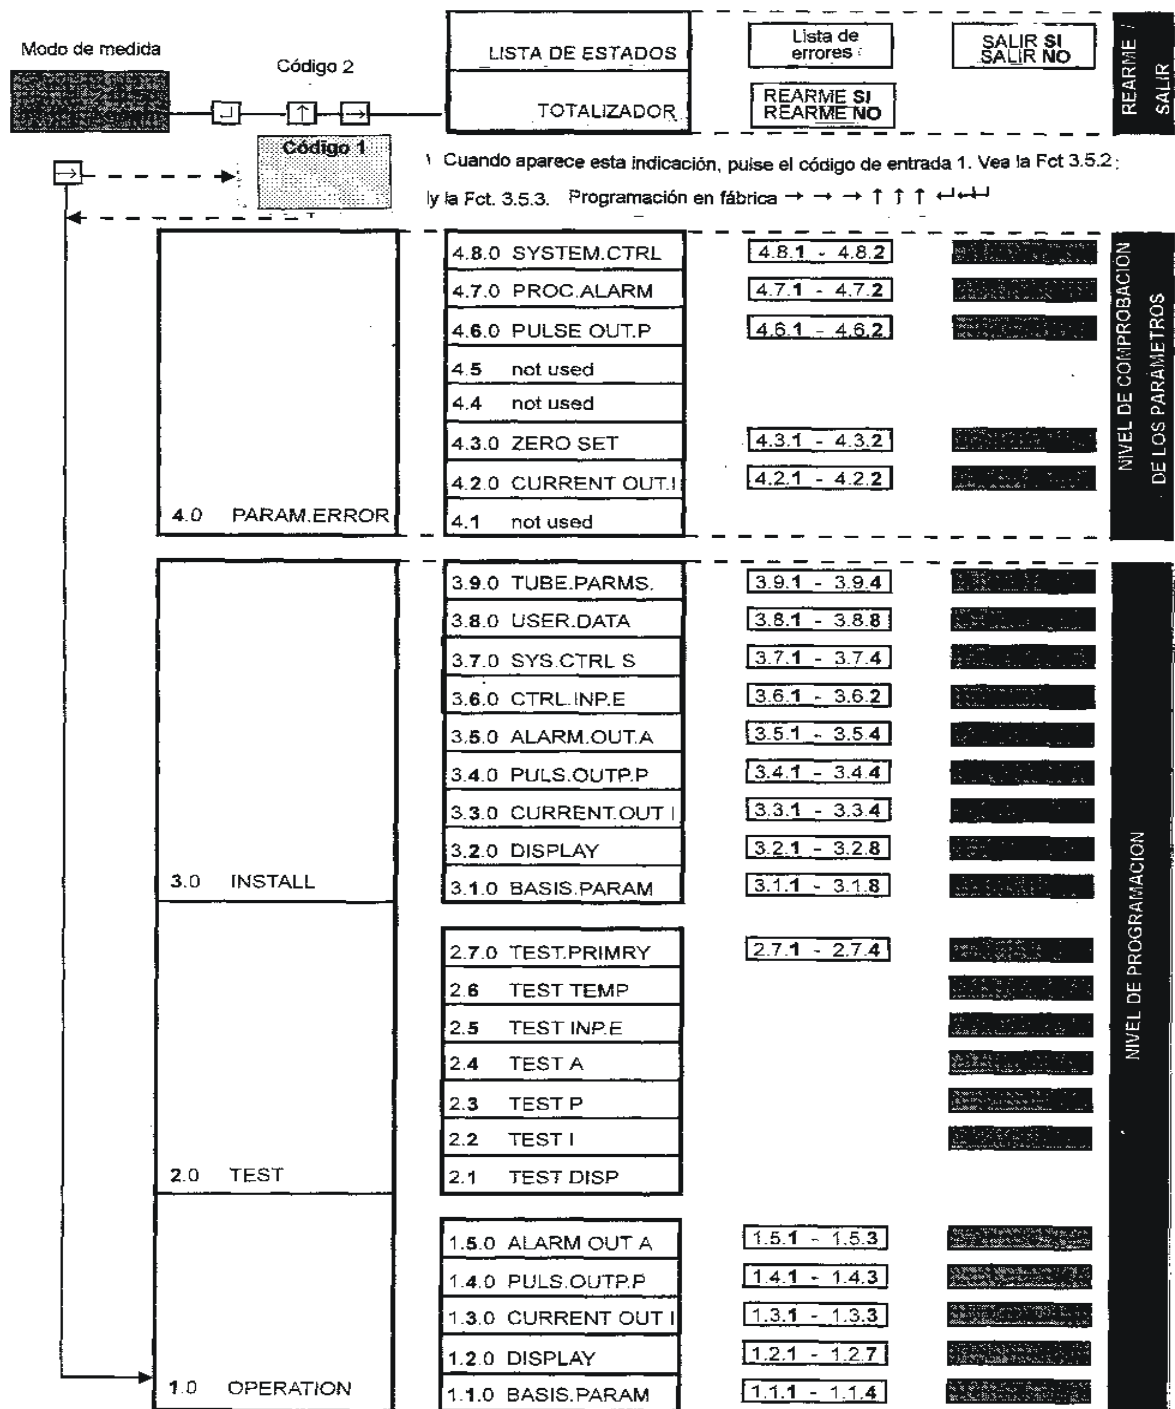 Modo de medida
Código 2
LISTA DE ESTADOS
Lista de
errores
SALIR SI
SALIR NO
REARME /
SALIR
TOTALIZADOR
REARME SI
REARME NO
Código 1
Cuando aparece esta indicación, pulse el código de entrada 1. Vea la Fct 3.5.2
y la Fct. 3.5.3. Programación en fábrica → → → ↑ ↑ ↑ ↵↵↵
4.8.0 SYSTEM.CTRL 4.8.1 - 4.8.2
4.7.0 PROC.ALARM 4.7.1 - 4.7.2
4.6.0 PULSE OUT.P 4.6.1 - 4.6.2
4.5 not used
4.4 not used
4.3.0 ZERO SET 4.3.1 - 4.3.2
4.2.0 CURRENT OUT.I 4.2.1 - 4.2.2
4.0 PARAM.ERROR 4.1 not used
NIVEL DE COMPROBACION
DE LOS PARAMETROS
3.9.0 TUBE.PARMS. 3.9.1 - 3.9.4
3.8.0 USER.DATA 3.8.1 - 3.8.8
3.7.0 SYS.CTRL S 3.7.1 - 3.7.4
3.6.0 CTRL.INP.E 3.6.1 - 3.6.2
3.5.0 ALARM.OUT.A 3.5.1 - 3.5.4
3.4.0 PULS.OUTP.P 3.4.1 - 3.4.4
3.3.0 CURRENT.OUT I 3.3.1 - 3.3.4
3.2.0 DISPLAY 3.2.1 - 3.2.8
3.0 INSTALL 3.1.0 BASIS.PARAM 3.1.1 - 3.1.8
2.7.0 TEST.PRIMRY 2.7.1 - 2.7.4
2.6 TEST TEMP
2.5 TEST INP.E
2.4 TEST A
2.3 TEST P
2.2 TEST I
2.0 TEST 2.1 TEST DISP
NIVEL DE PROGRAMACION
1.5.0 ALARM OUT A 1.5.1 - 1.5.3
1.4.0 PULS.OUTP.P 1.4.1 - 1.4.3
1.3.0 CURRENT OUT I 1.3.1 - 1.3.3
1.2.0 DISPLAY 1.2.1 - 1.2.7
1.0 OPERATION 1.1.0 BASIS.PARAM 1.1.1 - 1.1.4